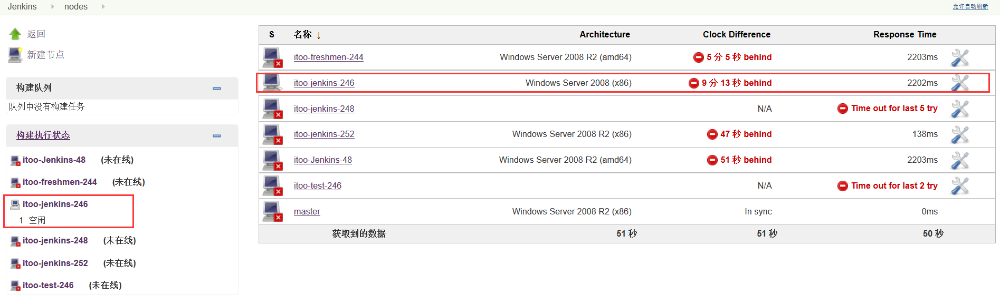 Jenkins nodes
允许自动刷新
返回
新建节点
构建队列
队列中没有构建任务
构建执行状态
itoo-Jenkins-48 (未在线)
itoo-freshmen-244 (未在线)
itoo-jenkins-246
1 空闲
itoo-jenkins-248 (未在线)
itoo-jenkins-252 (未在线)
itoo-test-246 (未在线)
S 名称 ↓ Architecture Clock Difference Response Time
itoo-freshmen-244 Windows Server 2008 R2 (amd64) 5 分 5 秒 behind 2203ms
itoo-jenkins-246 Windows Server 2008 (x86) 9 分 13 秒 behind 2202ms
itoo-jenkins-248 N/A Time out for last 5 try
itoo-jenkins-252 Windows Server 2008 R2 (x86) 47 秒 behind 138ms
itoo-Jenkins-48 Windows Server 2008 R2 (amd64) 51 秒 behind 2203ms
itoo-test-246 N/A Time out for last 2 try
master Windows Server 2008 R2 (x86) In sync 0ms
获取到的数据 51 秒 51 秒 50 秒